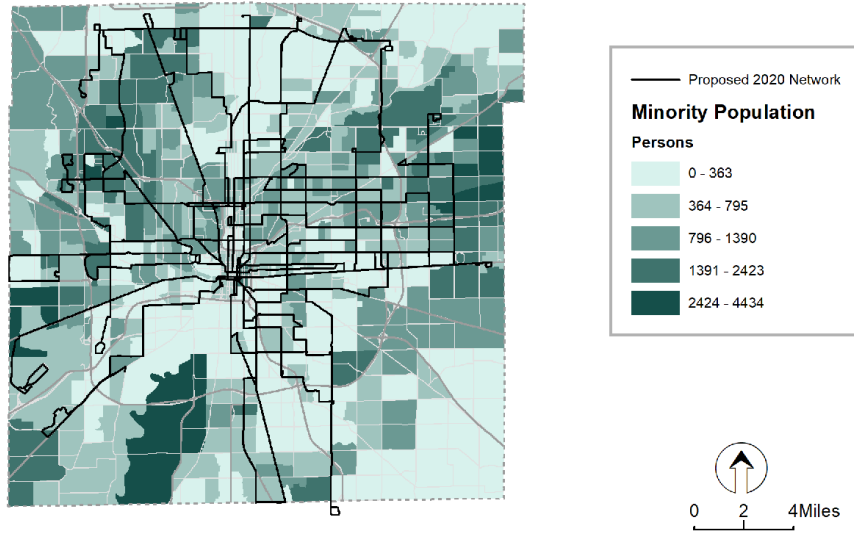 Proposed 2020 Network
Minority Population
Persons
0 - 363
364 - 795
796 - 1390
1391 - 2423
2424 - 4434
0 2 4Miles